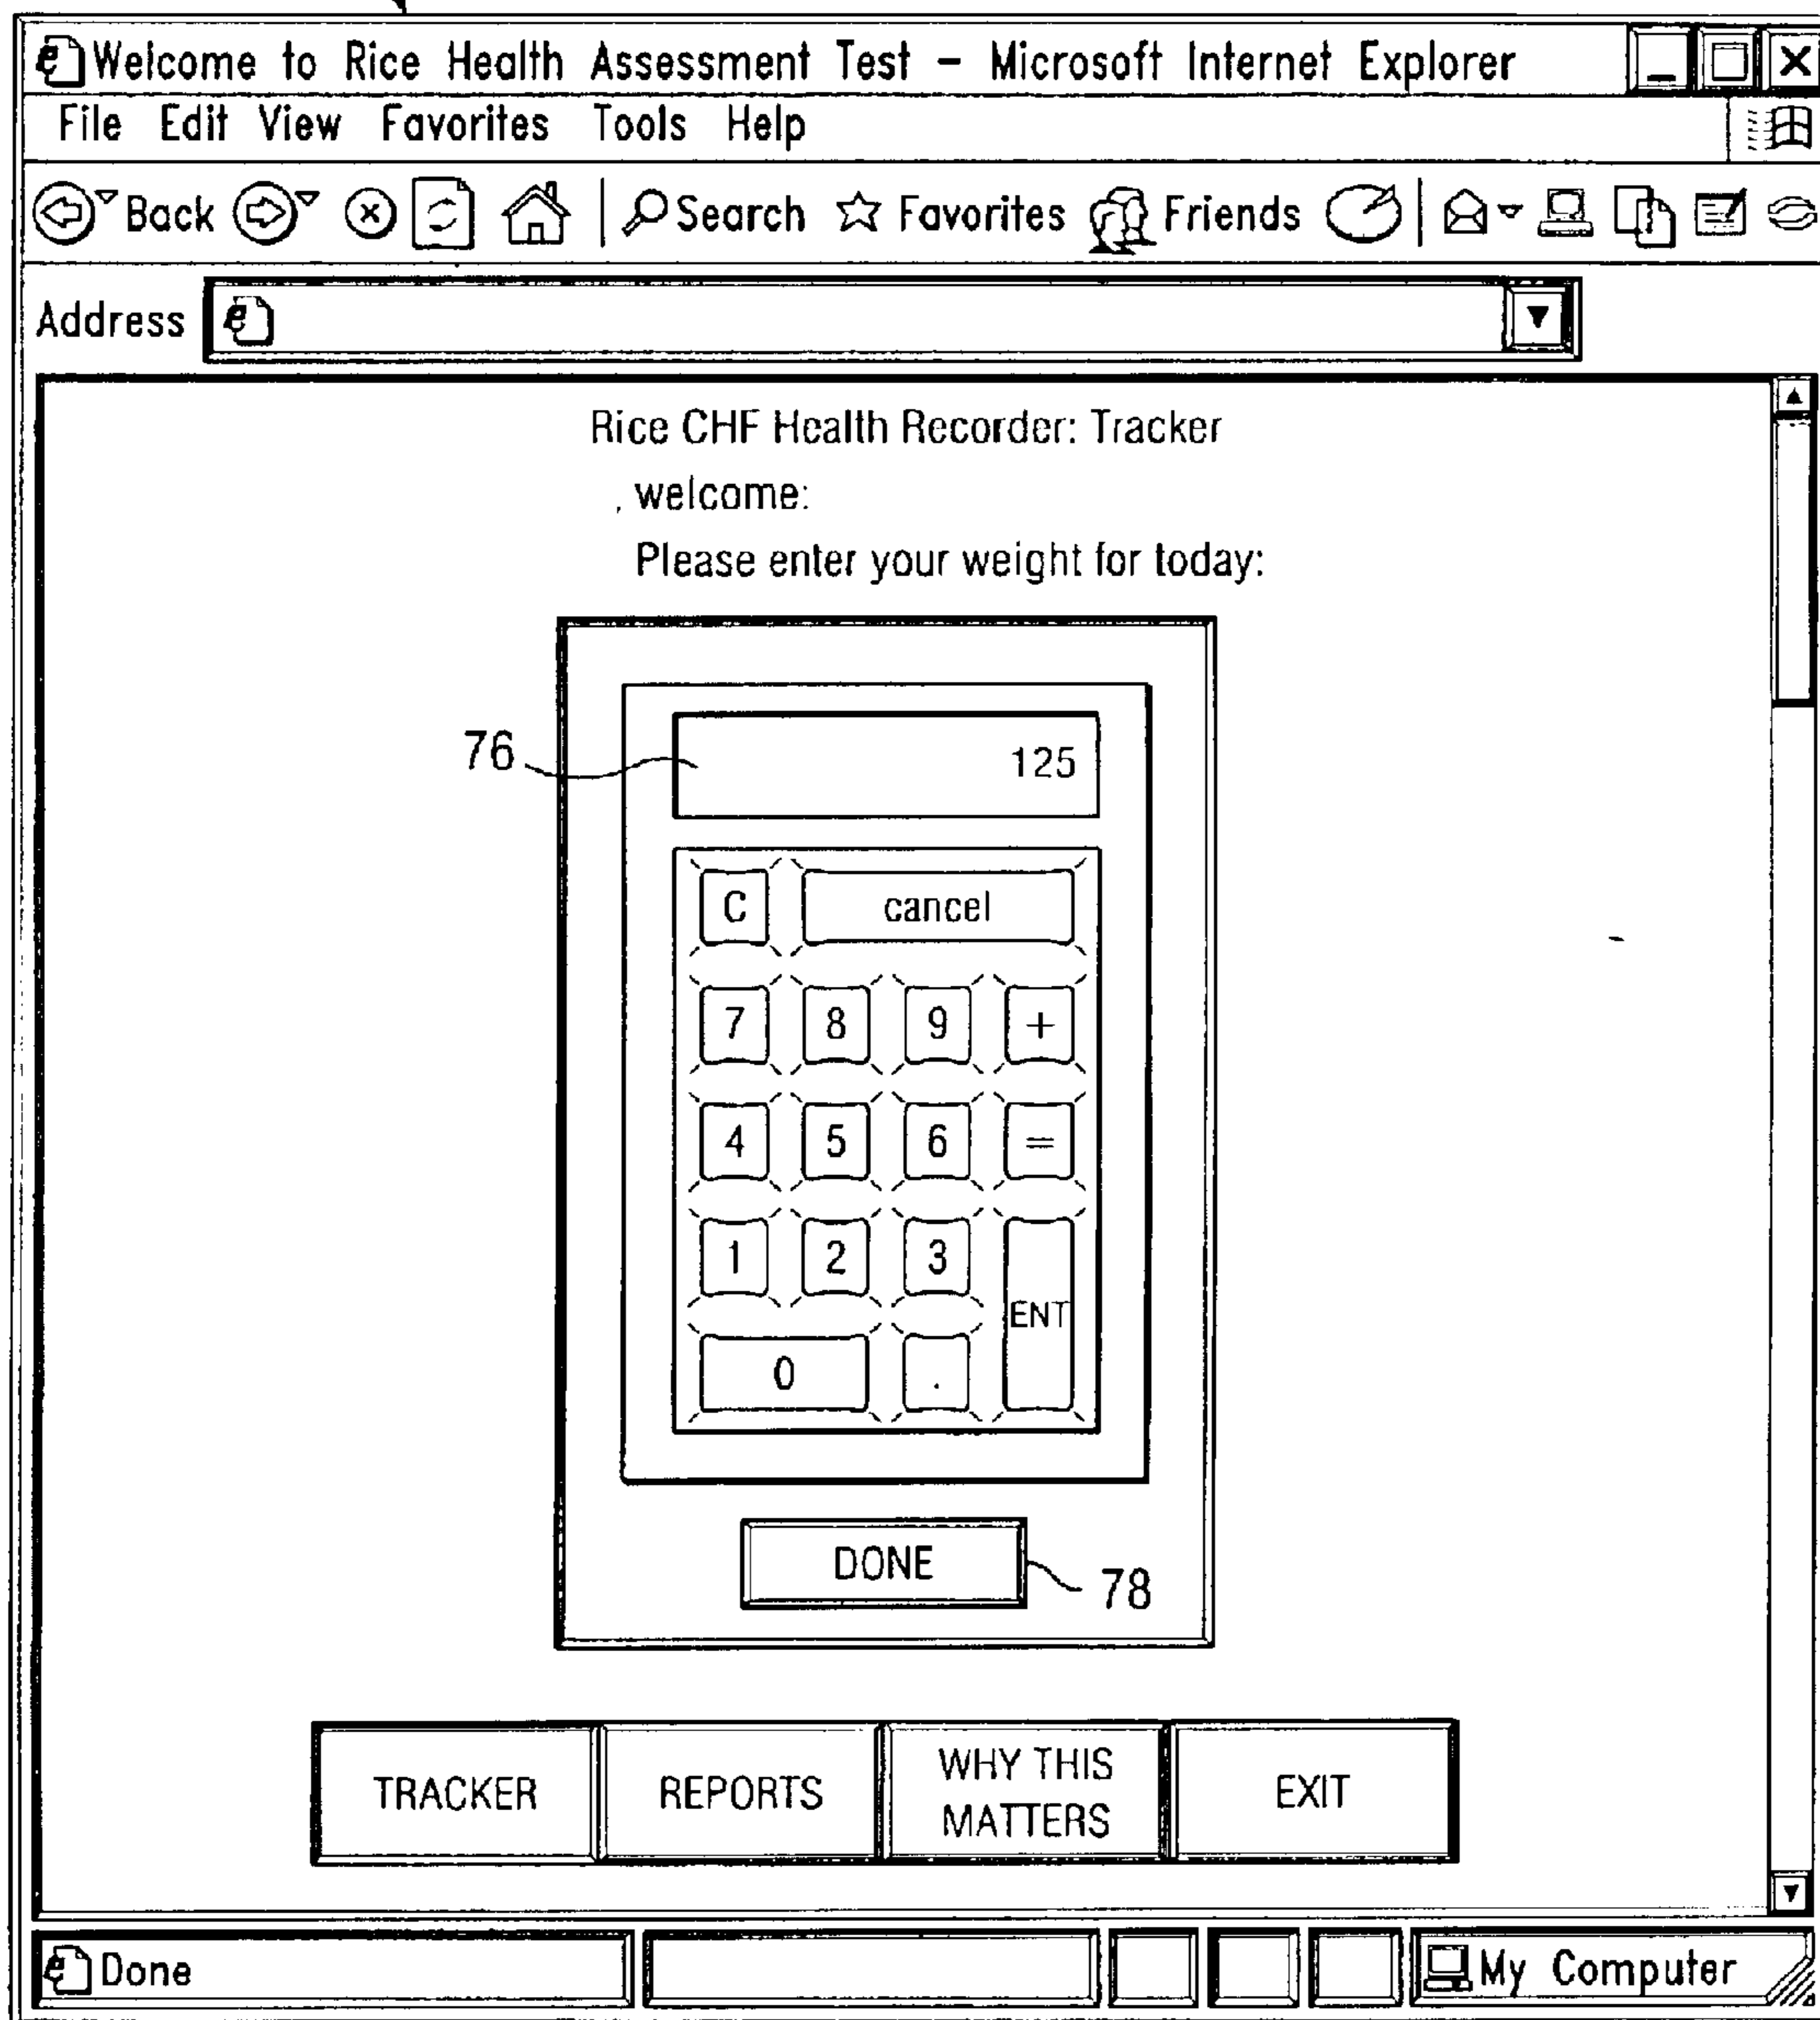 Welcome to Rice Health Assessment Test – Microsoft Internet Explorer
File Edit View Favorites Tools Help
Back Search Favorites Friends
Address
Rice CHF Health Recorder: Tracker
, welcome:
Please enter your weight for today:
76
125
C cancel
7 8 9 +
4 5 6 =
1 2 3
ENT
0 .
DONE
78
TRACKER REPORTS WHY THIS MATTERS EXIT
Done My Computer